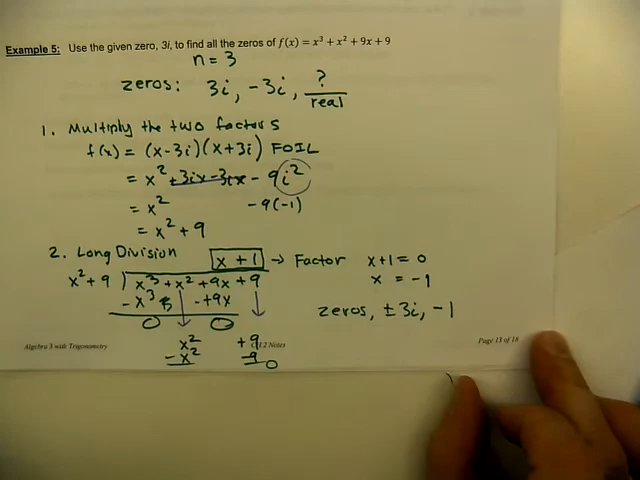 Example 5: Use the given zero, 3i, to find all the zeros of f(x) = x³ + x² + 9x + 9
n = 3
zeros: 3i, -3i, ?
real
1. Multiply the two factors
f(x) = (x-3i)(x+3i) FOIL
= x² +3ix-3ix - 9i²
= x² -9(-1)
= x² + 9
2. Long Division x + 1 → Factor x+1 = 0
x = -1
x²+9 x³ + x² + 9x + 9
-x³ -+9x
zeros, ±3i, -1
0 0
x² +9
-x² -9
0
Algebra 3 with Trigonometry Notes Page 13 of 18